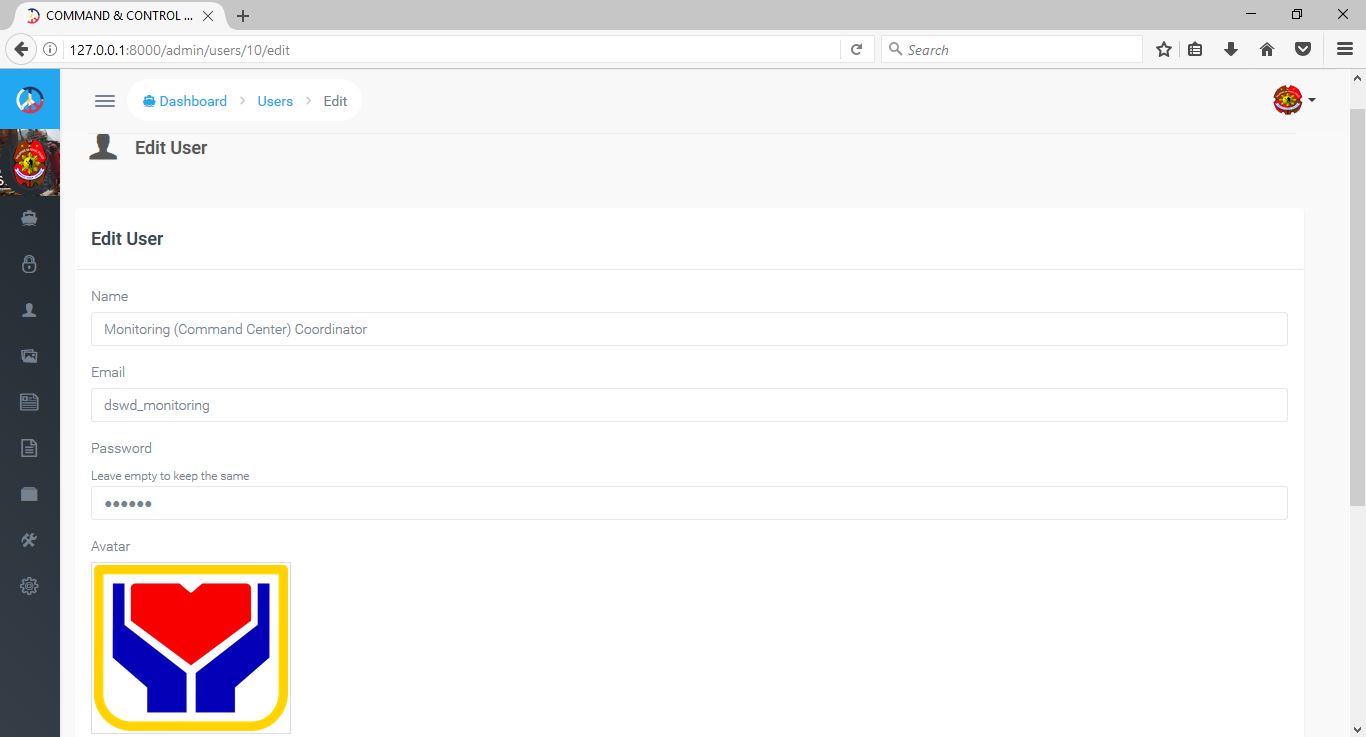 COMMAND & CONTROL ...
127.0.0.1:8000/admin/users/10/edit
Search
Dashboard
Users
Edit
Edit User
Edit User
Name
Monitoring (Command Center) Coordinator
Email
dswd_monitoring
Password
Leave empty to keep the same
••••••
Avatar